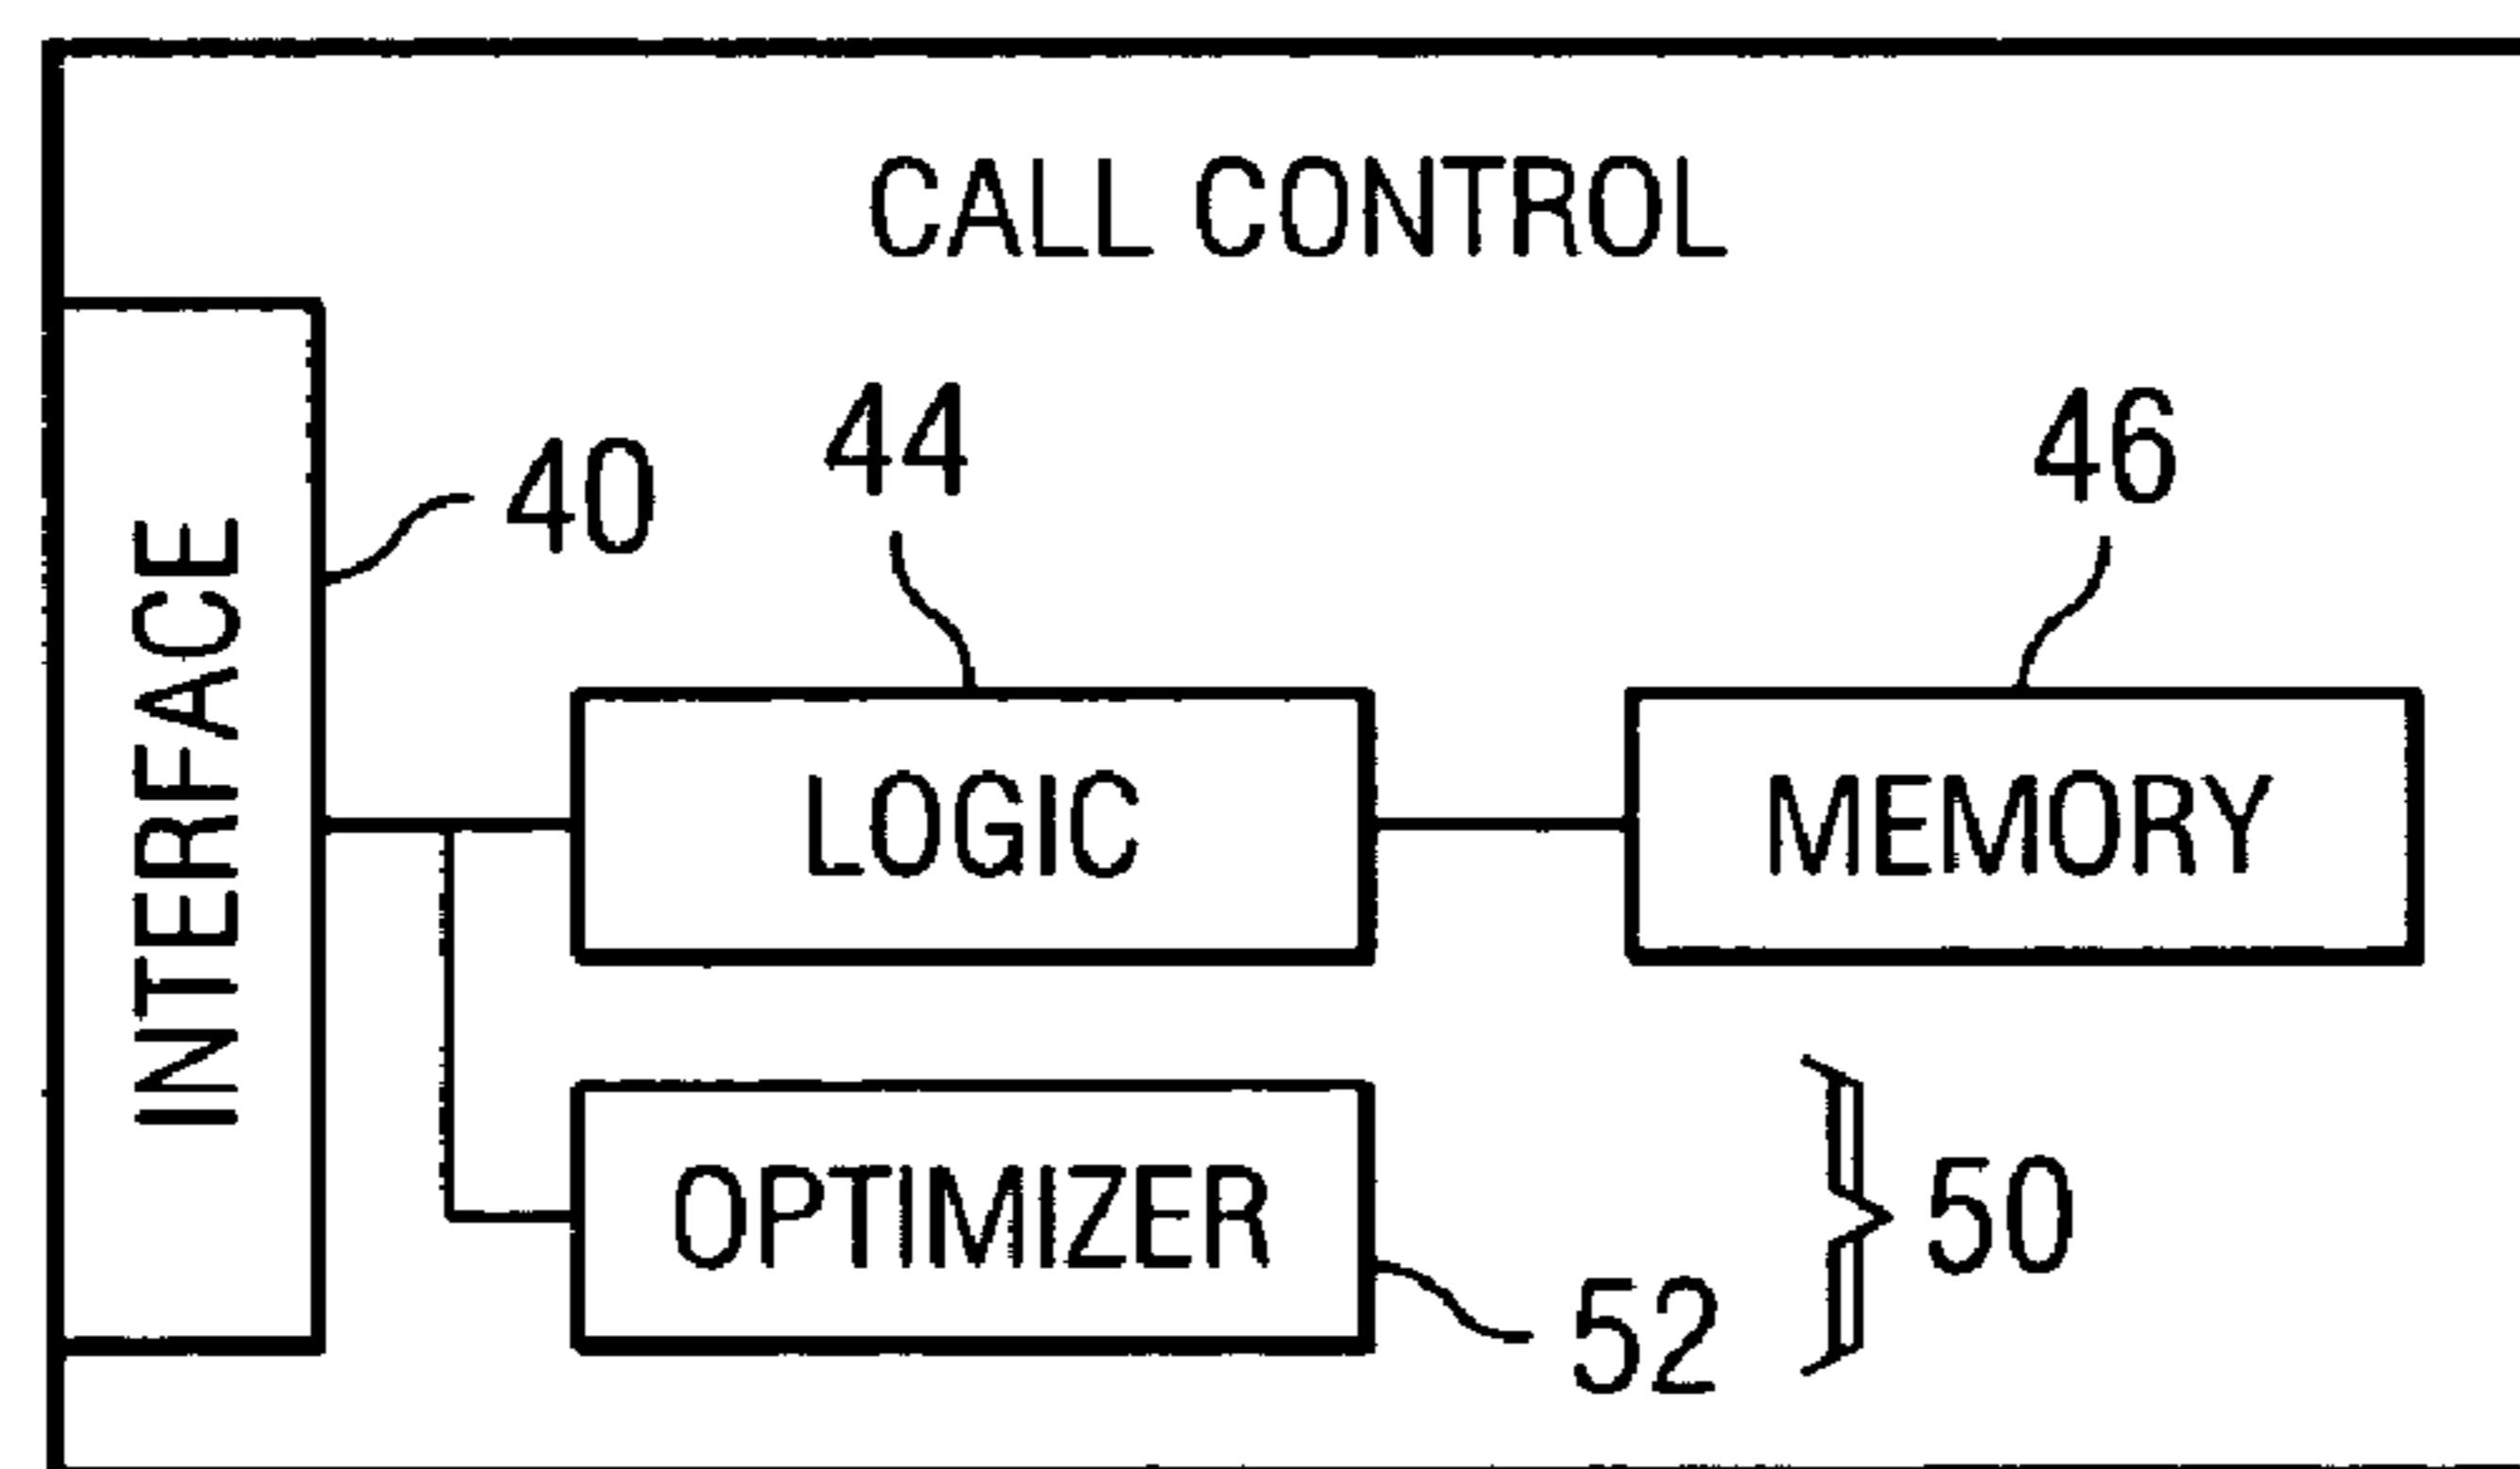 CALL CONTROL
44
46
40
INTERFACE
LOGIC
MEMORY
OPTIMIZER
50
52